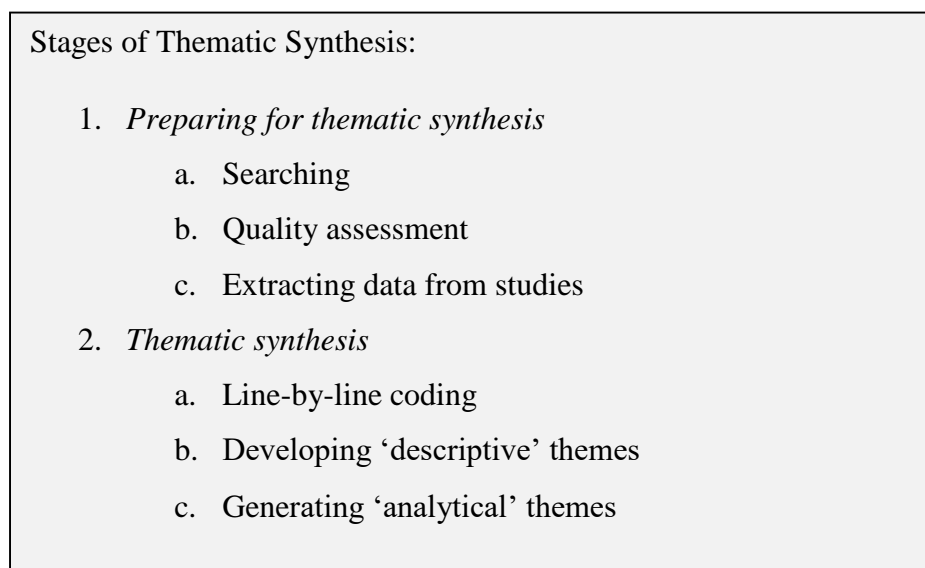 Stages of Thematic Synthesis:
1. Preparing for thematic synthesis
a. Searching
b. Quality assessment
c. Extracting data from studies
2. Thematic synthesis
a. Line-by-line coding
b. Developing ‘descriptive’ themes
c. Generating ‘analytical’ themes